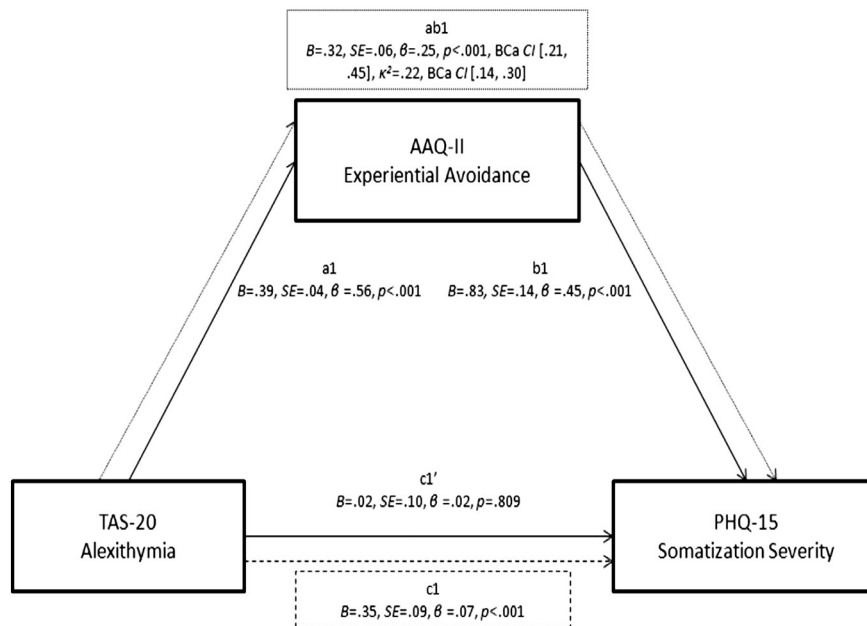 ab1
B=.32, SE=.06, β=.25, p<.001, BCa CI [.21,
.45], κ²=.22, BCa CI [.14, .30]
AAQ-II
Experiential Avoidance
a1
B=.39, SE=.04, β =.56, p<.001
b1
B=.83, SE=.14, β =.45, p<.001
TAS-20
Alexithymia
c1'
B=.02, SE=.10, β =.02, p=.809
PHQ-15
Somatization Severity
c1
B=.35, SE=.09, β =.07, p<.001